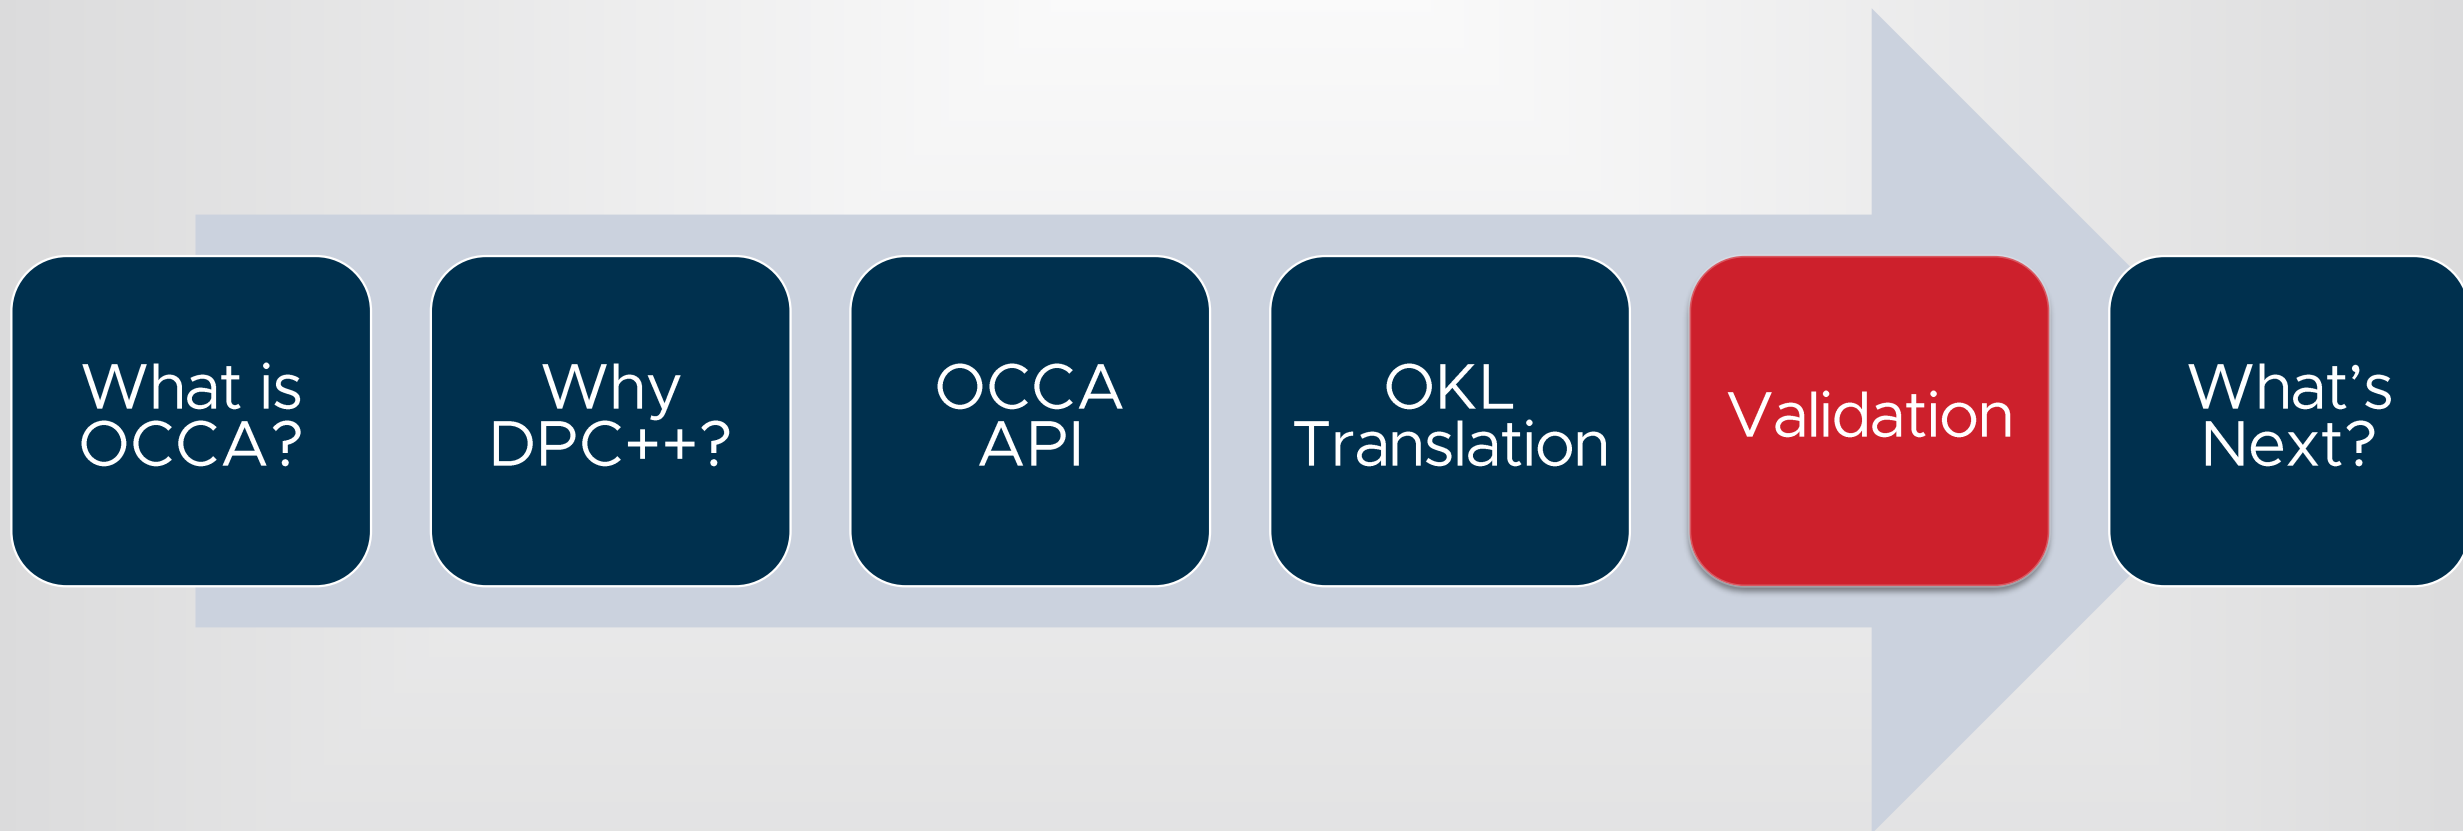 What is
OCCA?
Why
DPC++?
OCCA
API
OKL
Translation
Validation
What’s
Next?